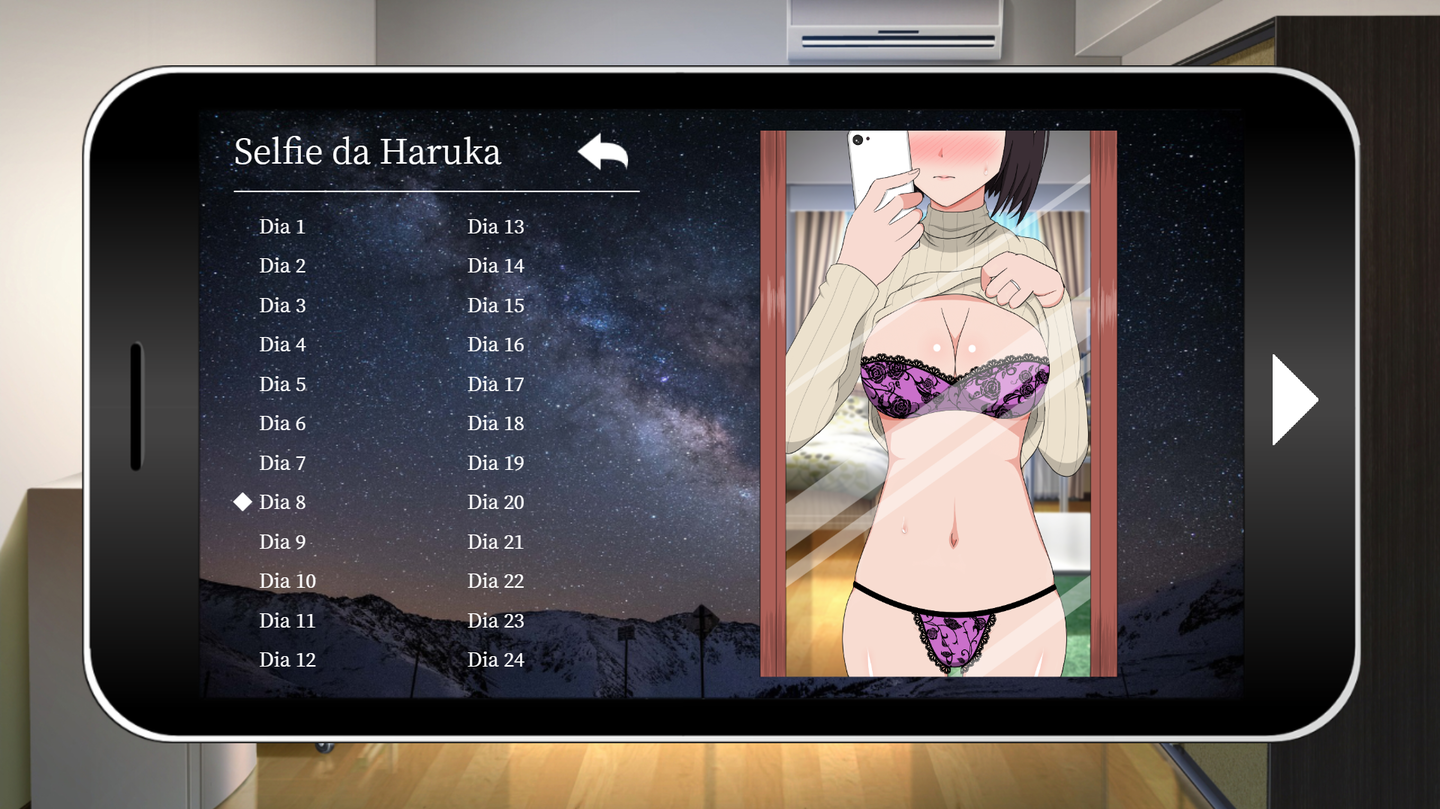 Selfie da Haruka
Dia 1
Dia 2
Dia 3
Dia 4
Dia 5
Dia 6
Dia 7
Dia 8
Dia 9
Dia 10
Dia 11
Dia 12
Dia 13
Dia 14
Dia 15
Dia 16
Dia 17
Dia 18
Dia 19
Dia 20
Dia 21
Dia 22
Dia 23
Dia 24